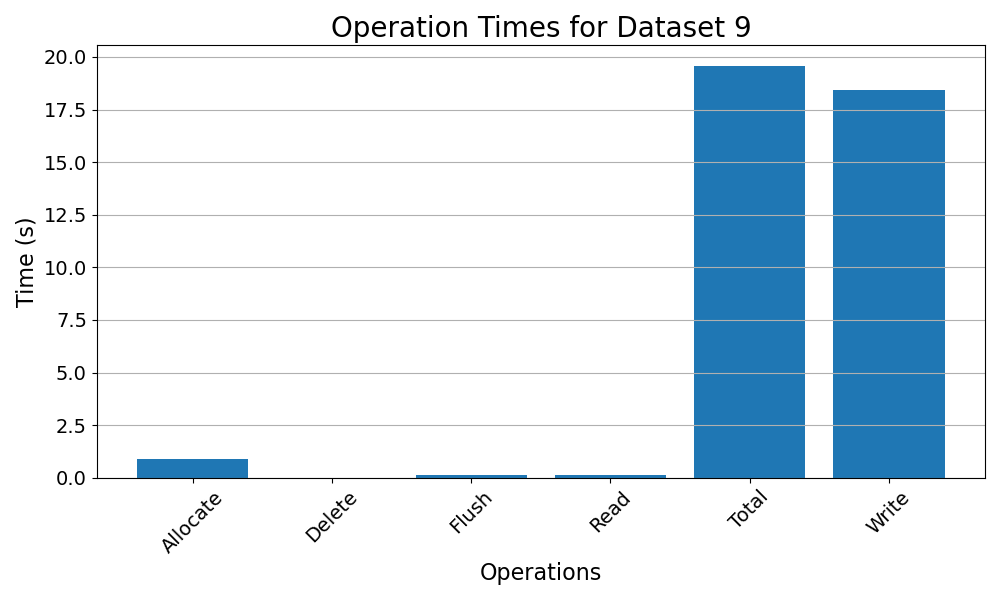 Operation Times for Dataset 9
20.0
17.5
15.0
12.5
10.0
7.5
5.0
2.5
0.0
Time (s)
Allocate
Delete
Flush
Read
Total
Write
Operations